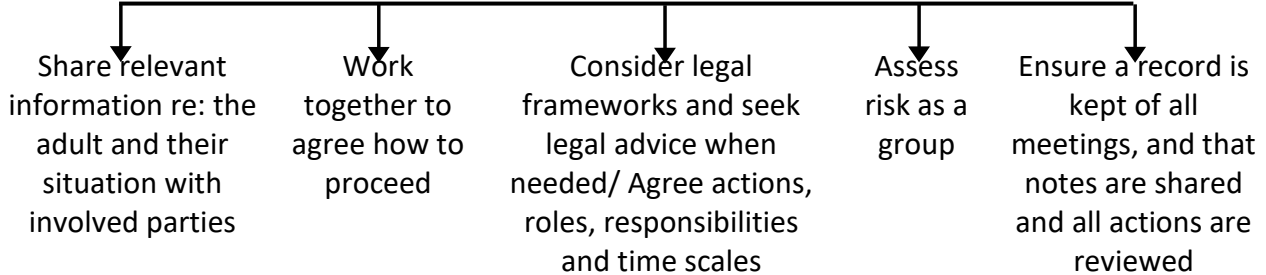 Share relevant
information re: the
adult and their
situation with
involved parties
Work
together to
agree how to
proceed
Consider legal
frameworks and seek
legal advice when
needed/ Agree actions,
roles, responsibilities
and time scales
Assess
risk as a
group
Ensure a record is
kept of all
meetings, and that
notes are shared
and all actions are
reviewed